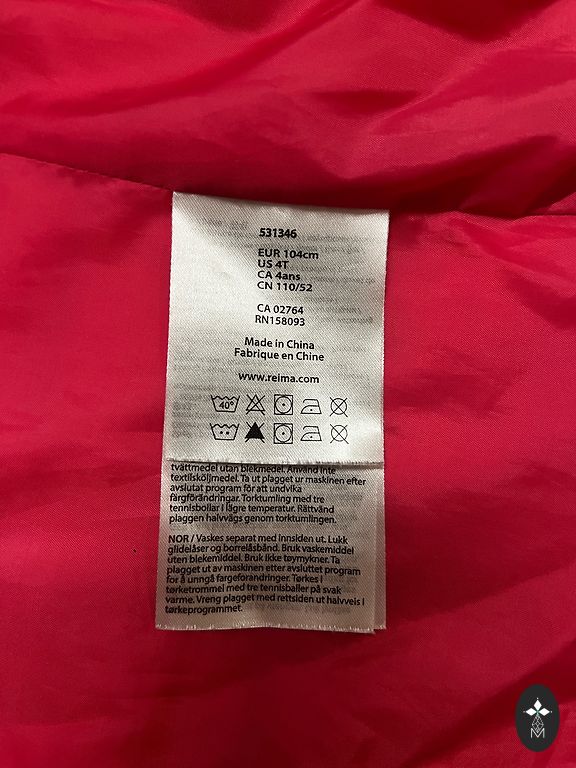 531346
EUR 104cm
US 4T
CA 4ans
CN 110/52
CA 02764
RN158093
Made in China
Fabrique en Chine
www.reima.com
40°
tvättmedel utan blekmedel. Använd inte
textilsköljmedel. Ta ut plagget ur maskinen efter
avslutat program för att undvika
färgförändringar. Torktumling med tre
tennisbollar i lägre temperatur. Rättvänd
plaggen halvvägs genom torktumlingen.
NOR / Vaskes separat med innsiden ut. Lukk
glidelåser og borrelåsbånd. Bruk vaskemiddel
uten blekemiddel. Bruk ikke tøymykner. Ta
plagget ut av maskinen etter avsluttet program
for å unngå fargeforandringer. Tørkes i
tørketrommel med tre tennisballer på svak
varme. Vreng plagget med rettsiden ut halvveis i
tørkeprogrammet.
M